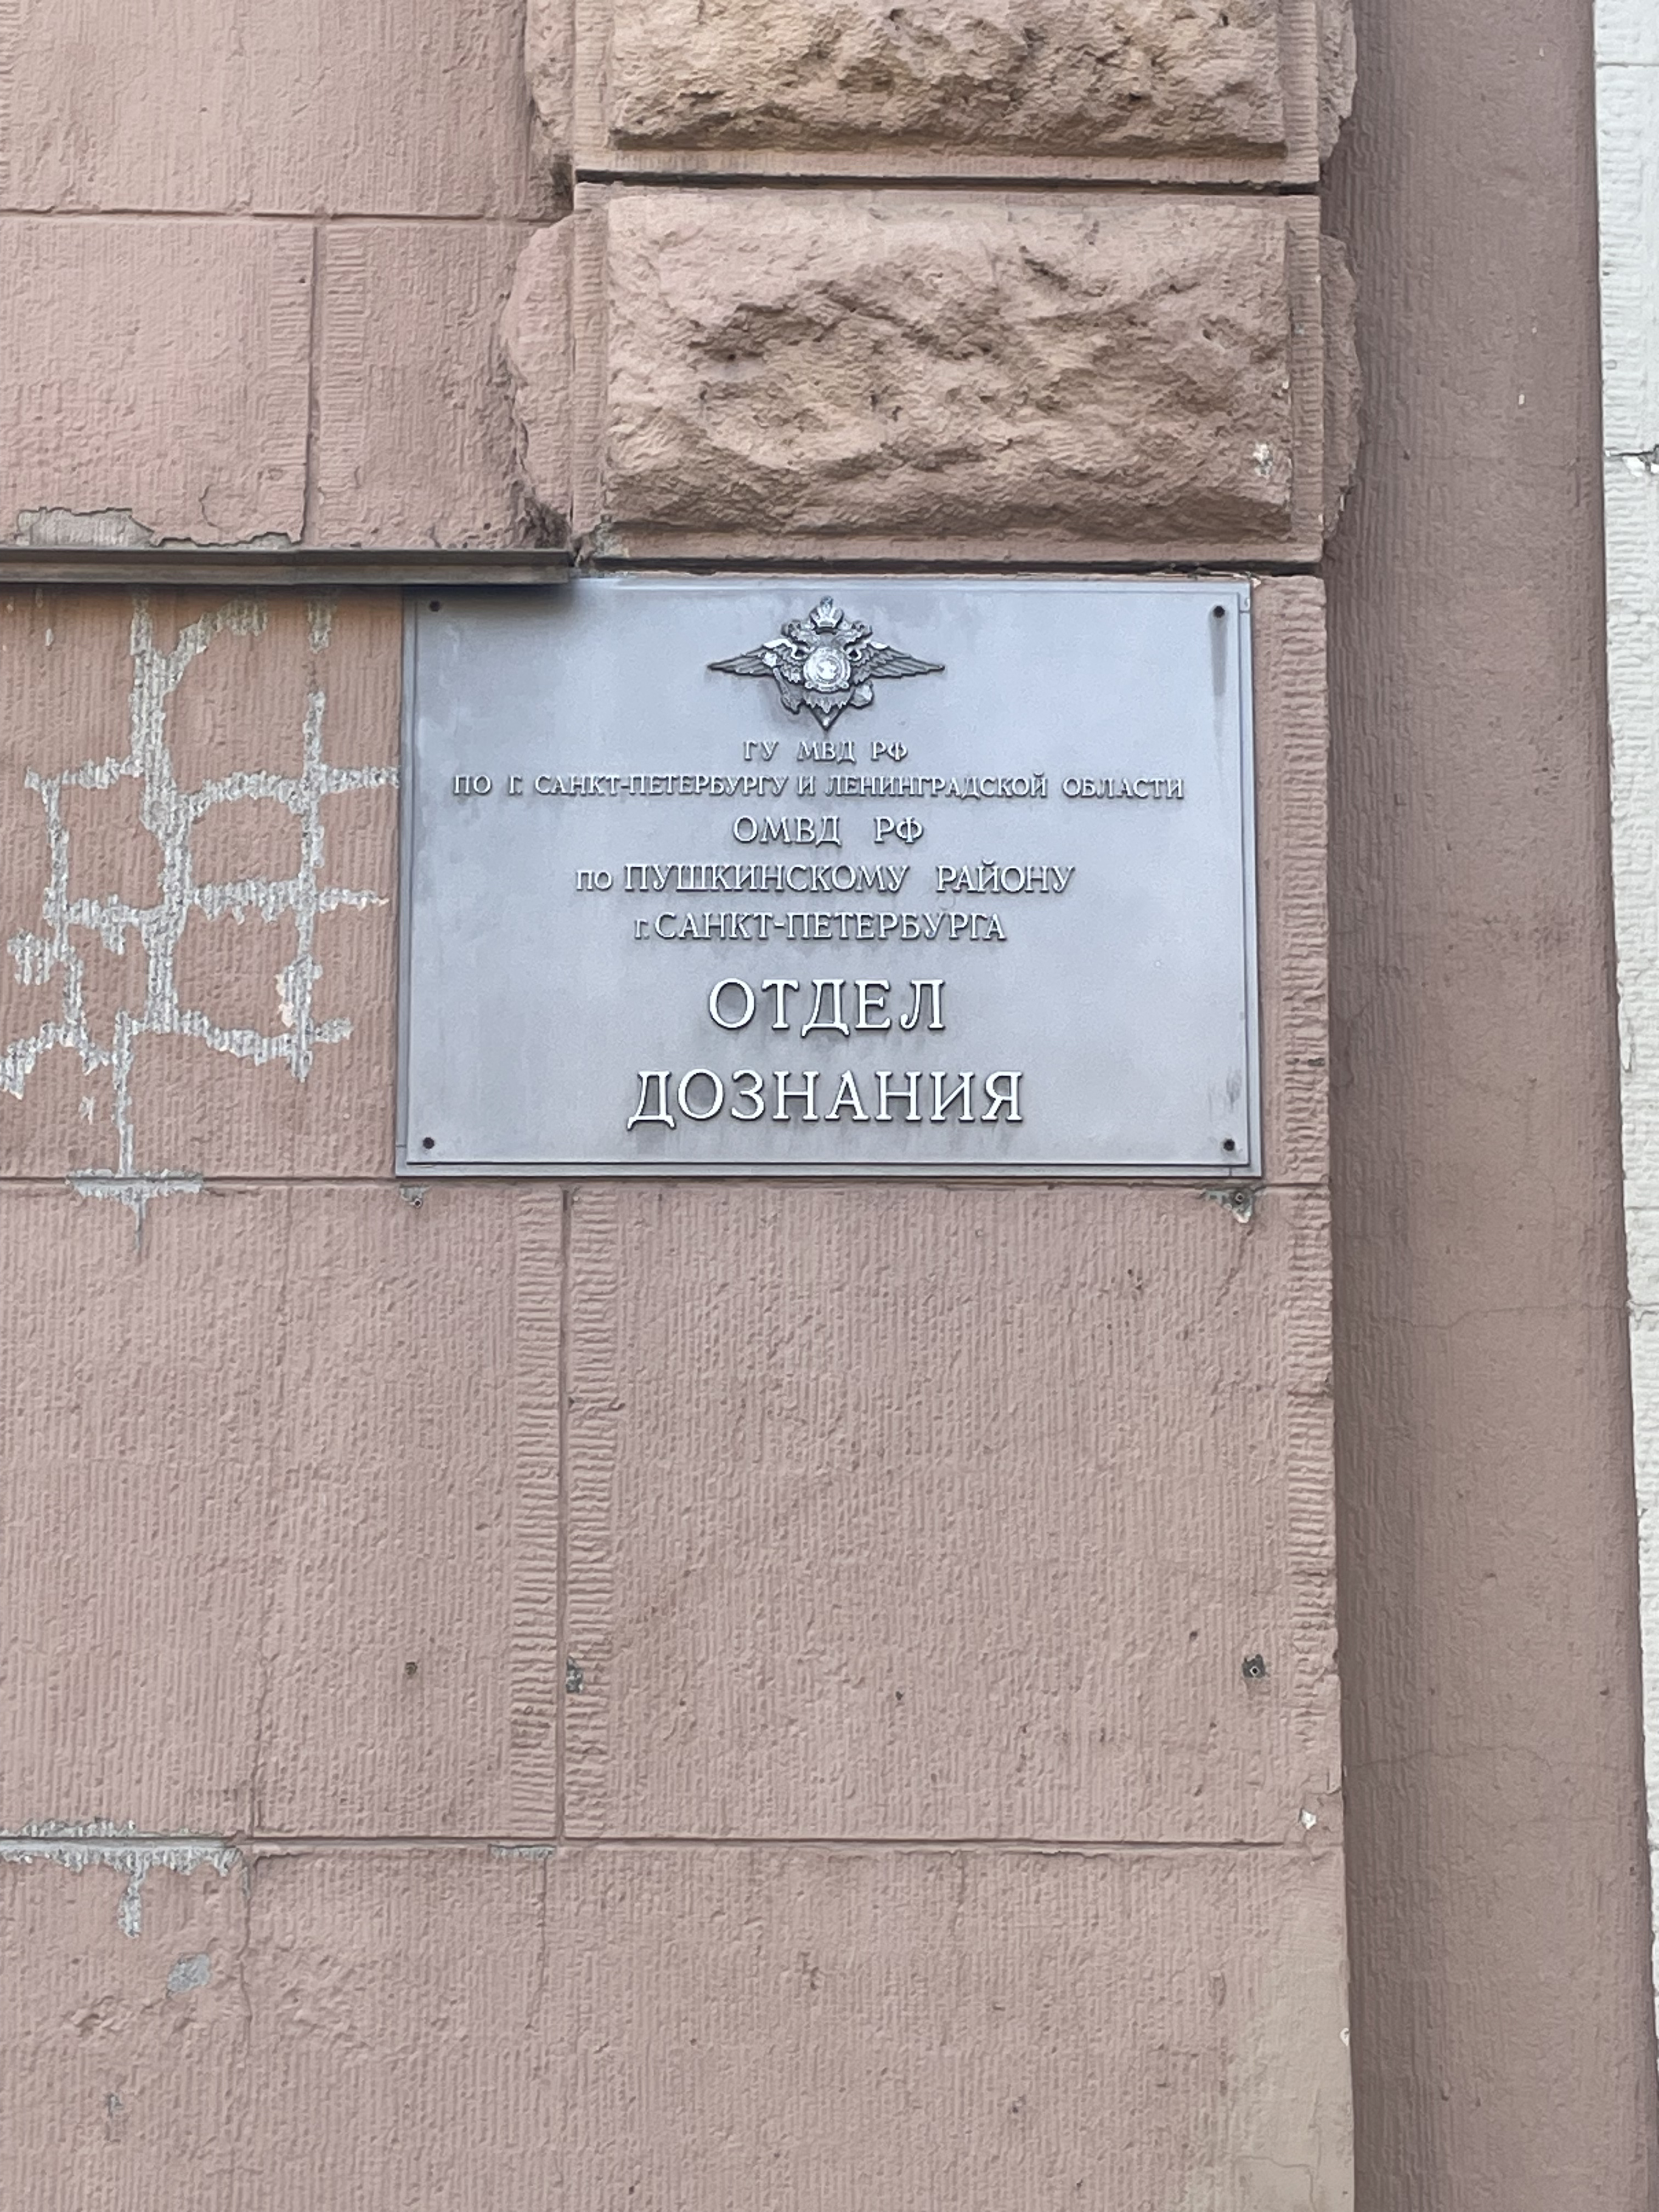 ГУ МВД РФ
ПО Г. САНКТ-ПЕТЕРБУРГУ И ЛЕНИНГРАДСКОЙ ОБЛАСТИ
ОМВД РФ
по ПУШКИНСКОМУ РАЙОНУ
г. САНКТ-ПЕТЕРБУРГА
ОТДЕЛ
ДОЗНАНИЯ